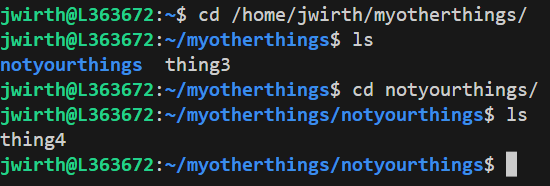 jwirth@L363672:~$ cd /home/jwirth/myotherthings/
jwirth@L363672:~/myotherthings$ ls
notyourthings  thing3
jwirth@L363672:~/myotherthings$ cd notyourthings/
jwirth@L363672:~/myotherthings/notyourthings$ ls
thing4
jwirth@L363672:~/myotherthings/notyourthings$